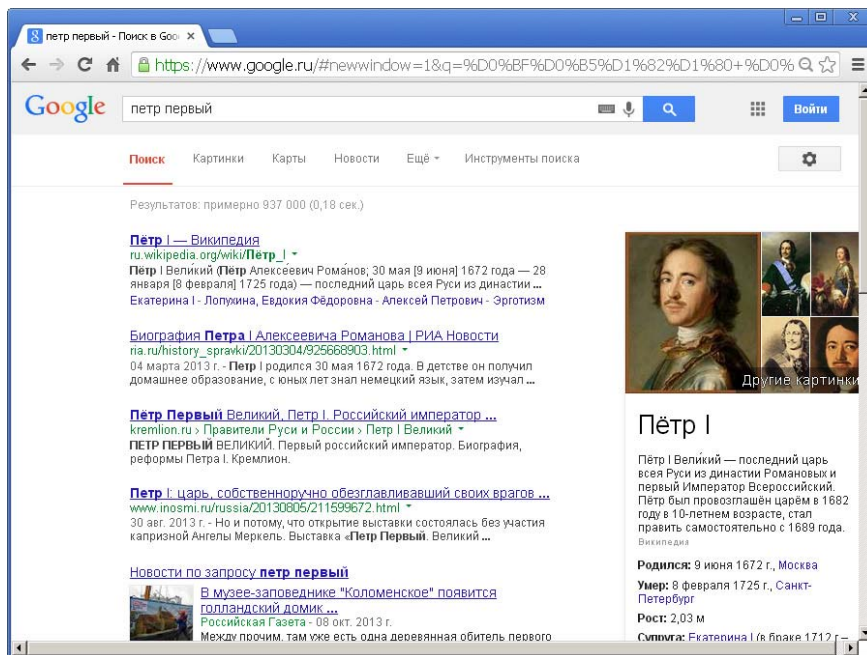 петр первый - Поиск в Goo
https://www.google.ru/#newwindow=1&q=%D0%BF%D0%B5%D1%82%D1%80+%D0%
Google
петр первый
Войти
Поиск
Картинки
Карты
Новости
Ещё
Инструменты поиска
Результатов: примерно 937 000 (0,18 сек.)
Пётр I — Википедия
ru.wikipedia.org/wiki/Пётр_I
Пётр I Вели́кий (Пётр Алексе́евич Рома́нов; 30 мая [9 июня] 1672 года — 28
января [8 февраля] 1725 года) — последний царь всея Руси из династии ...
Екатерина I - Лопухина, Евдокия Фёдоровна - Алексей Петрович - Эрготизм
Биография Петра I Алексеевича Романова | РИА Новости
ria.ru/history_spravki/20130304/925668903.html
04 марта 2013 г. - Петр I родился 30 мая 1672 года. В детстве он получил
домашнее образование, с юных лет знал немецкий язык, затем изучал ...
Пётр Первый Великий, Петр I. Российский император ...
kremlion.ru › Правители Руси и России › Петр I Великий
ПЕТР ПЕРВЫЙ ВЕЛИКИЙ. Первый российский император. Биография,
реформы Петра I. Кремлион.
Петр I: царь, собственноручно обезглавливавший своих врагов ...
www.inosmi.ru/russia/20130805/211599672.html
30 авг. 2013 г. - Но и потому, что открытие выставки состоялась без участия
капризной Ангелы Меркель. Выставка «Петр Первый. Великий ...
Новости по запросу петр первый
В музее-заповеднике "Коломенское" появится
голландский домик ...
Российская Газета - 08 окт. 2013 г.
Между прочим, там уже есть одна деревянная обитель первого
Другие картинки
Пётр I
Пётр I Вели́кий — последний царь
всея Руси из династии Романовых и
первый Император Всероссийский.
Пётр был провозглашён царём в 1682
году в 10-летнем возрасте, стал
править самостоятельно с 1689 года.
Википедия
Родился: 9 июня 1672 г., Москва
Умер: 8 февраля 1725 г., Санкт-
Петербург
Рост: 2,03 м
Супруга: Екатерина I (в браке 1712 г –